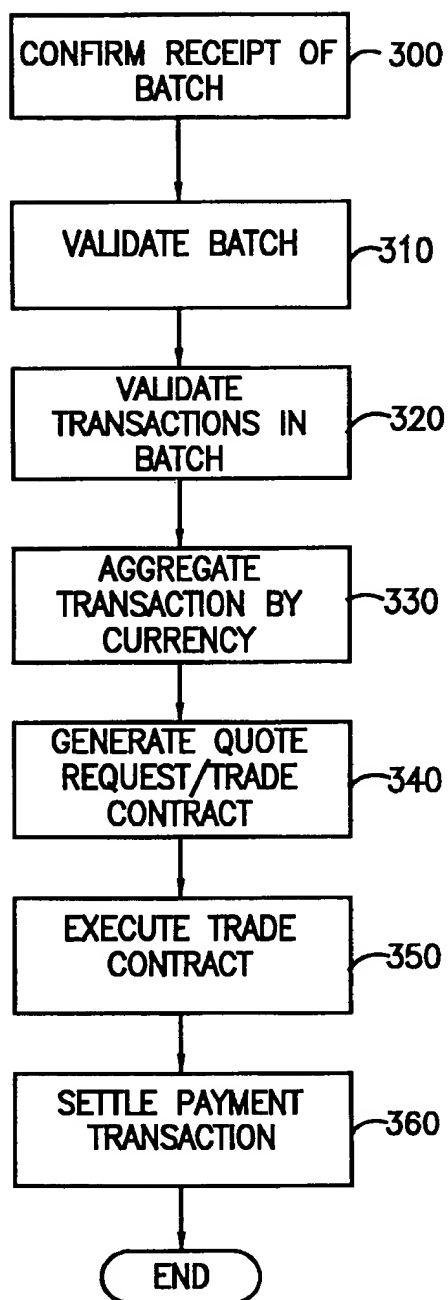 CONFIRM RECEIPT OF
BATCH
300
VALIDATE BATCH
310
VALIDATE
TRANSACTIONS IN
BATCH
320
AGGREGATE
TRANSACTION BY
CURRENCY
330
GENERATE QUOTE
REQUEST/TRADE
CONTRACT
340
EXECUTE TRADE
CONTRACT
350
SETTLE PAYMENT
TRANSACTION
360
END